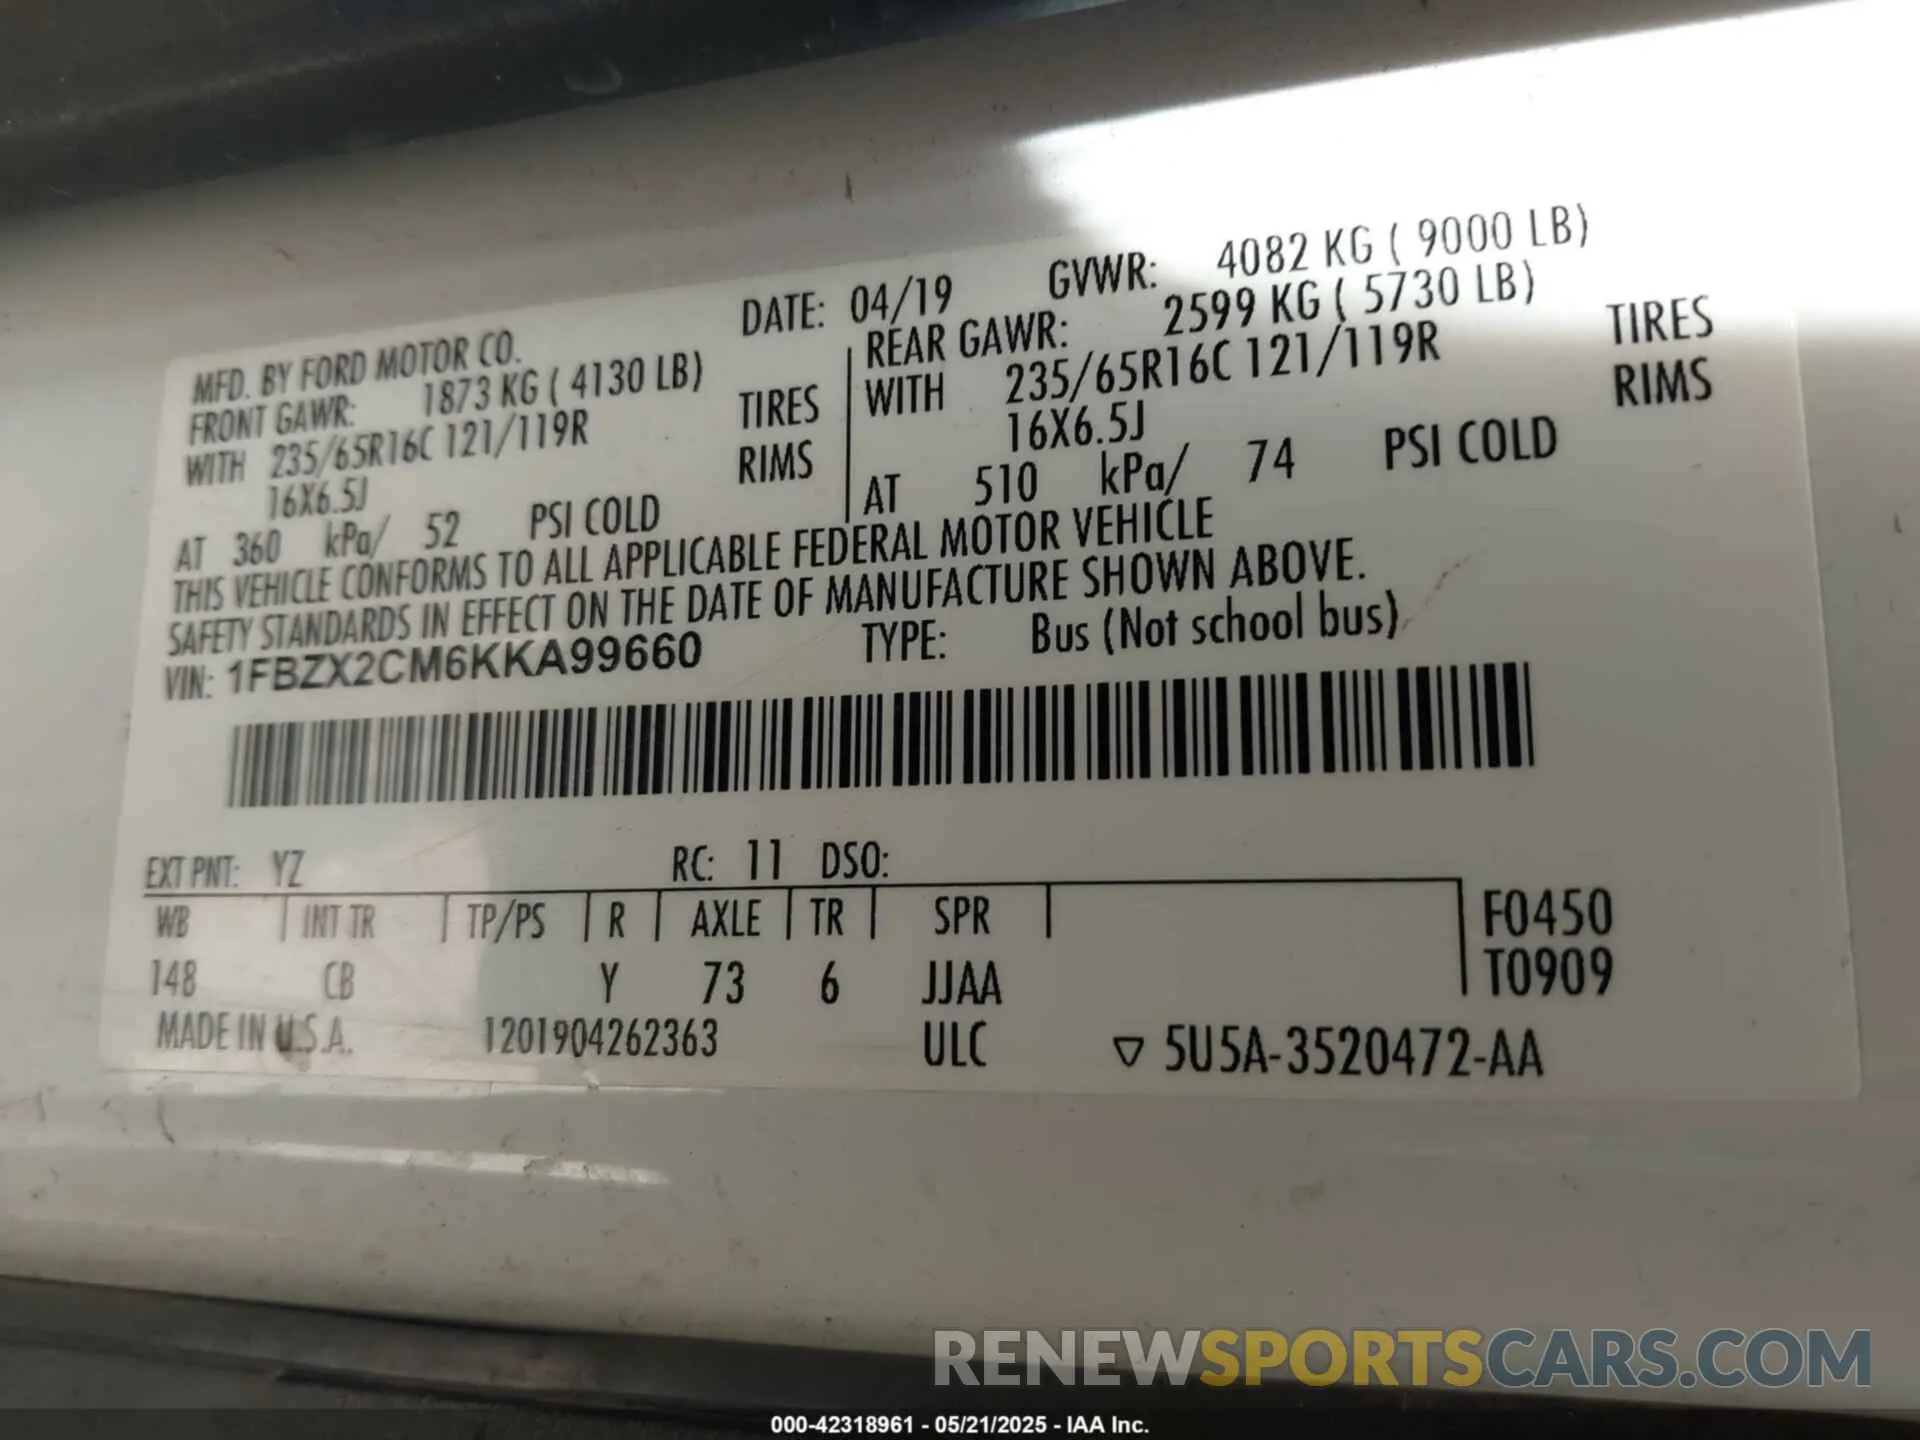 MFD. BY FORD MOTOR CO. DATE: 04/19 GVWR: 4082 KG ( 9000 LB)
FRONT GAWR: 1873 KG ( 4130 LB) REAR GAWR: 2599 KG ( 5730 LB)
WITH 235/65R16C 121/119R TIRES WITH 235/65R16C 121/119R TIRES
16X6.5J RIMS 16X6.5J RIMS
AT 360 kPa/ 52 PSI COLD AT 510 kPa/ 74 PSI COLD
THIS VEHICLE CONFORMS TO ALL APPLICABLE FEDERAL MOTOR VEHICLE
SAFETY STANDARDS IN EFFECT ON THE DATE OF MANUFACTURE SHOWN ABOVE.
VIN: 1FBZX2CM6KKA99660 TYPE: Bus (Not school bus)
EXT PNT: YZ RC: 11 DSO:
WB INT TR TP/PS R AXLE TR SPR F0450
148 CB Y 73 6 JJAA T0909
MADE IN U.S.A. 1201904262363 ULC ▽ 5U5A-3520472-AA
RENEWSPORTSCARS.COM
000-42318961 - 05/21/2025 - IAA Inc.